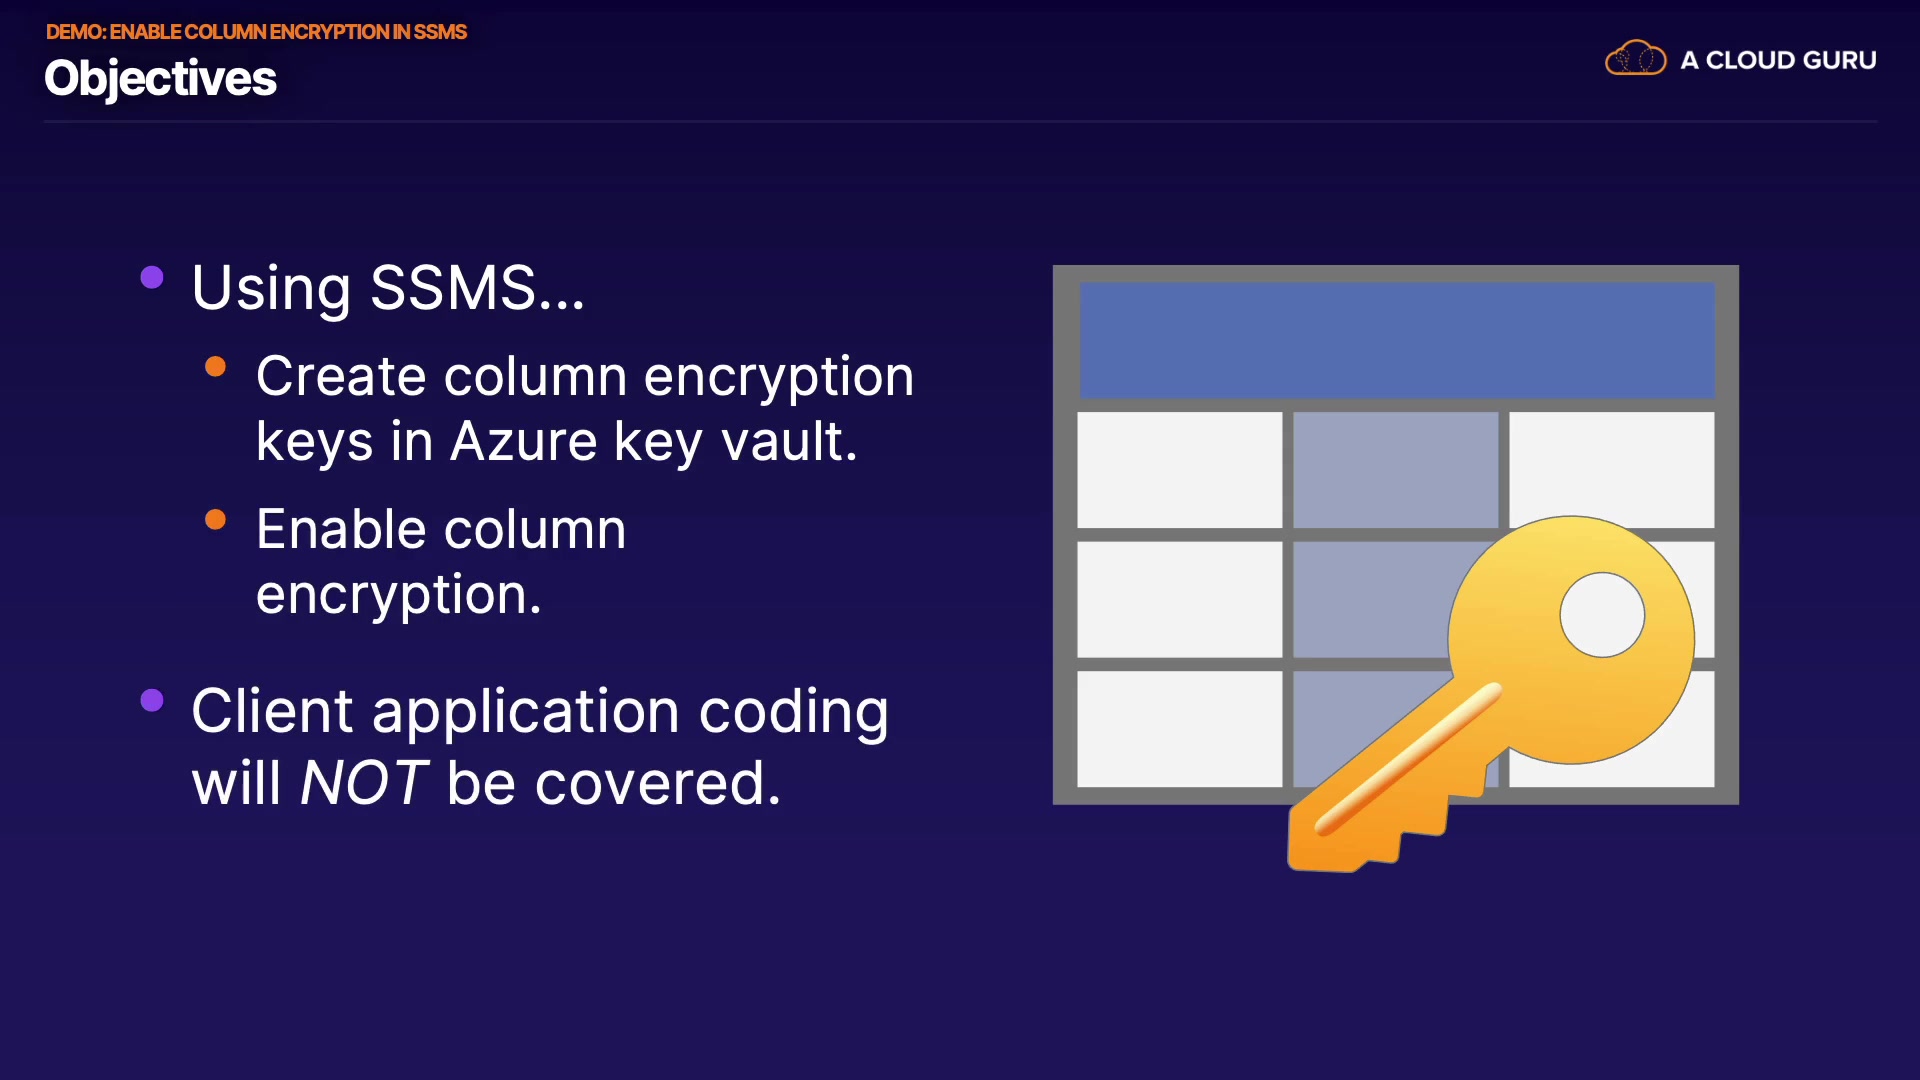 DEMO: ENABLE COLUMN ENCRYPTION IN SSMS
Objectives
A CLOUD GURU
Using SSMS...
Create column encryption
keys in Azure key vault.
Enable column
encryption.
Client application coding
will NOT be covered.